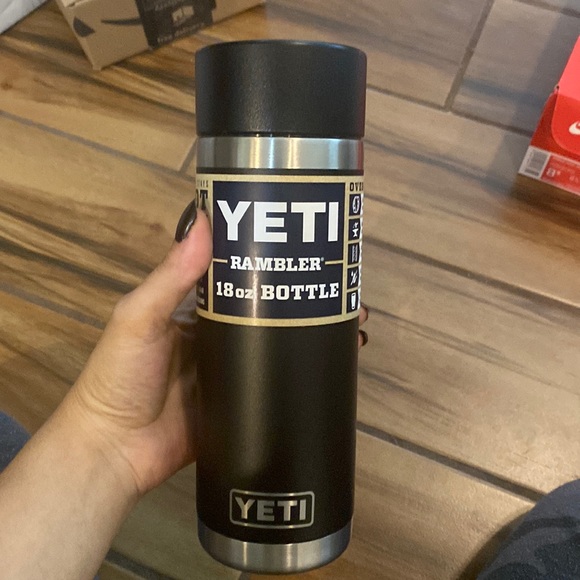 YETI
RAMBLER®
18oz BOTTLE
YETI